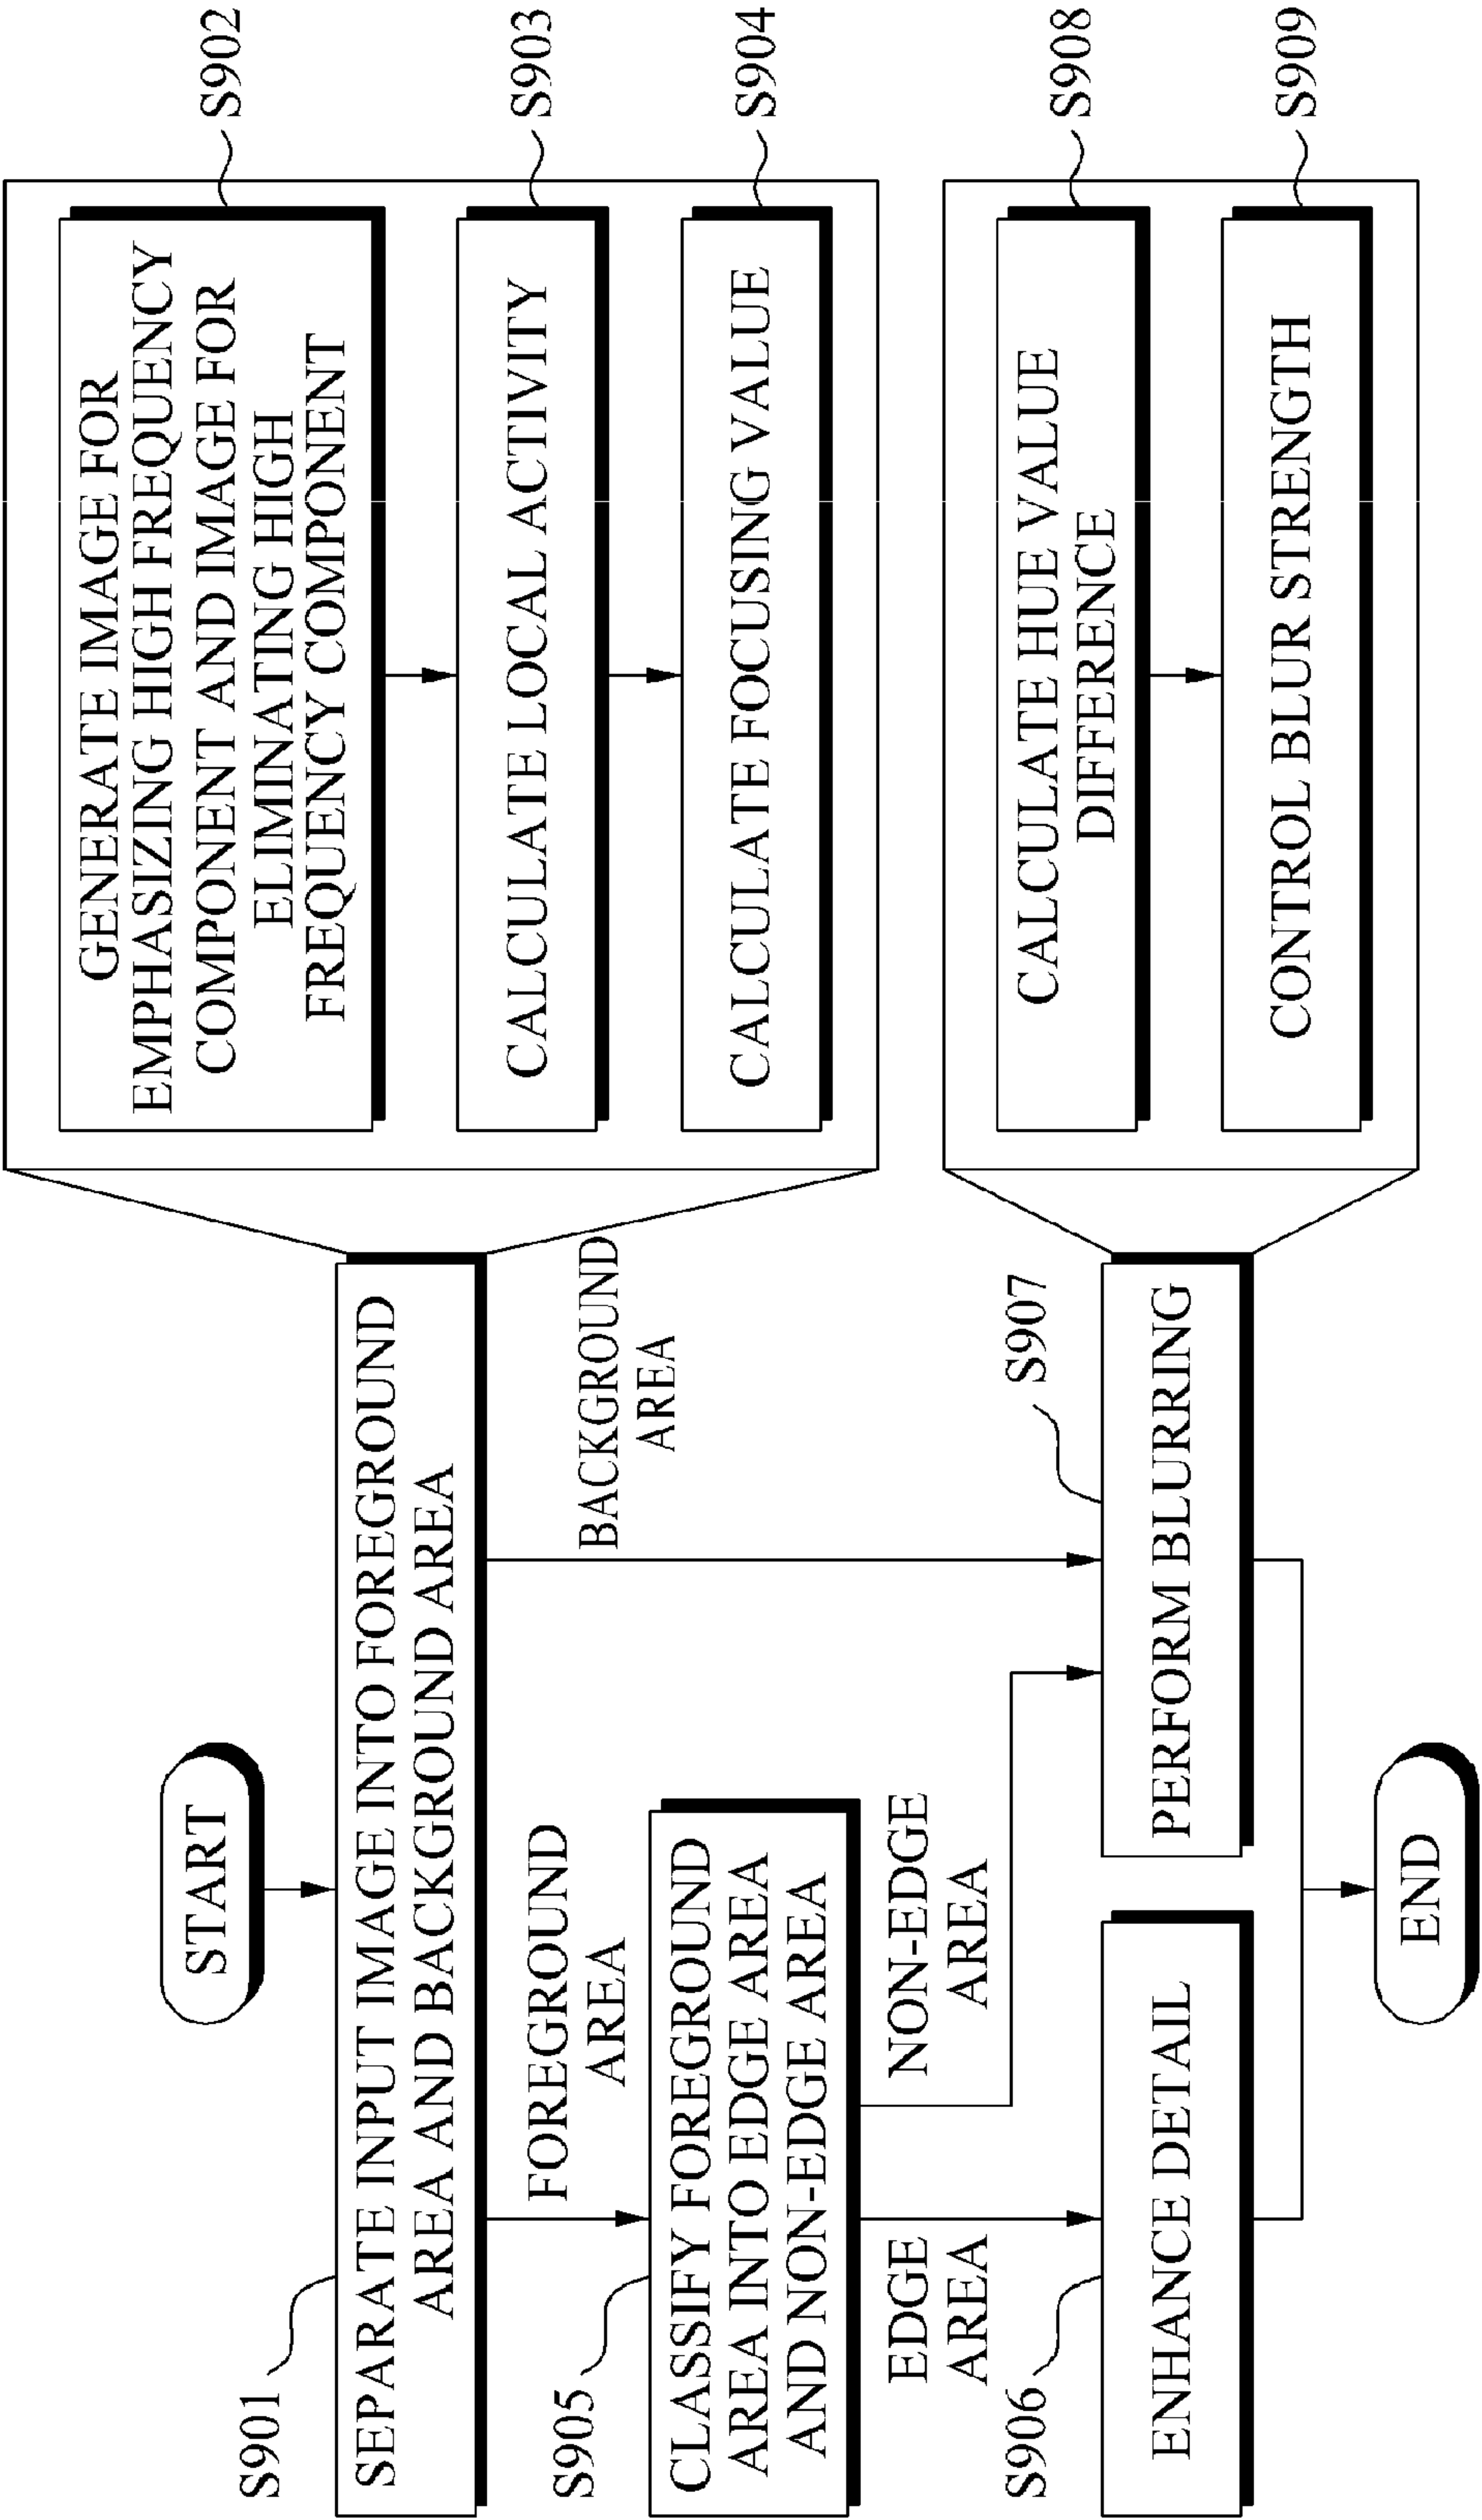 START
S901
SEPARATE INPUT IMAGE INTO FOREGROUND
AREA AND BACKGROUND AREA
GENERATE IMAGE FOR
EMPHASIZING HIGH FREQUENCY
COMPONENT AND IMAGE FOR
ELIMINATING HIGH
FREQUENCY COMPONENT
S902
CALCULATE LOCAL ACTIVITY
S903
CALCULATE FOCUSING VALUE
S904
FOREGROUND
AREA
BACKGROUND
AREA
S905
CLASSIFY FOREGROUND
AREA INTO EDGE AREA
AND NON-EDGE AREA
EDGE
AREA
NON-EDGE
AREA
S906
ENHANCE DETAIL
S907
PERFORM BLURRING
CALCULATE HUE VALUE
DIFFERENCE
S908
CONTROL BLUR STRENGTH
S909
END